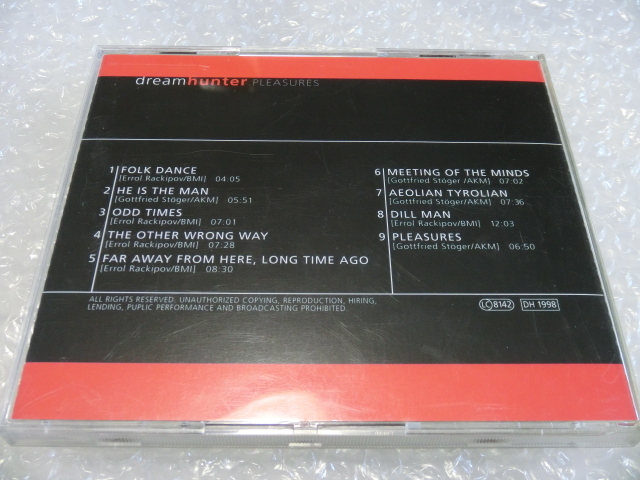 dreamhunter PLEASURES
1 FOLK DANCE
[Errol Rackipov/BMI] 04:05
2 HE IS THE MAN
[Gottfried Stöger/AKM] 05:51
3 ODD TIMES
[Errol Rackipov/BMI] 07:01
4 THE OTHER WRONG WAY
[Errol Rackipov/BMI] 07:28
5 FAR AWAY FROM HERE, LONG TIME AGO
[Errol Rackipov/BMI] 08:30
6 MEETING OF THE MINDS
[Gottfried Stöger/AKM] 07:02
7 AEOLIAN TYROLIAN
[Gottfried Stöger/AKM] 07:36
8 DILL MAN
[Errol Rackipov/BMI] 12:03
9 PLEASURES
[Gottfried Stöger/AKM] 06:50
ALL RIGHTS RESERVED. UNAUTHORIZED COPYING, REPRODUCTION, HIRING,
LENDING, PUPLIC PERFORMANCE AND BROADCASTING PROHIBITED.
LC 8142 DH 1998